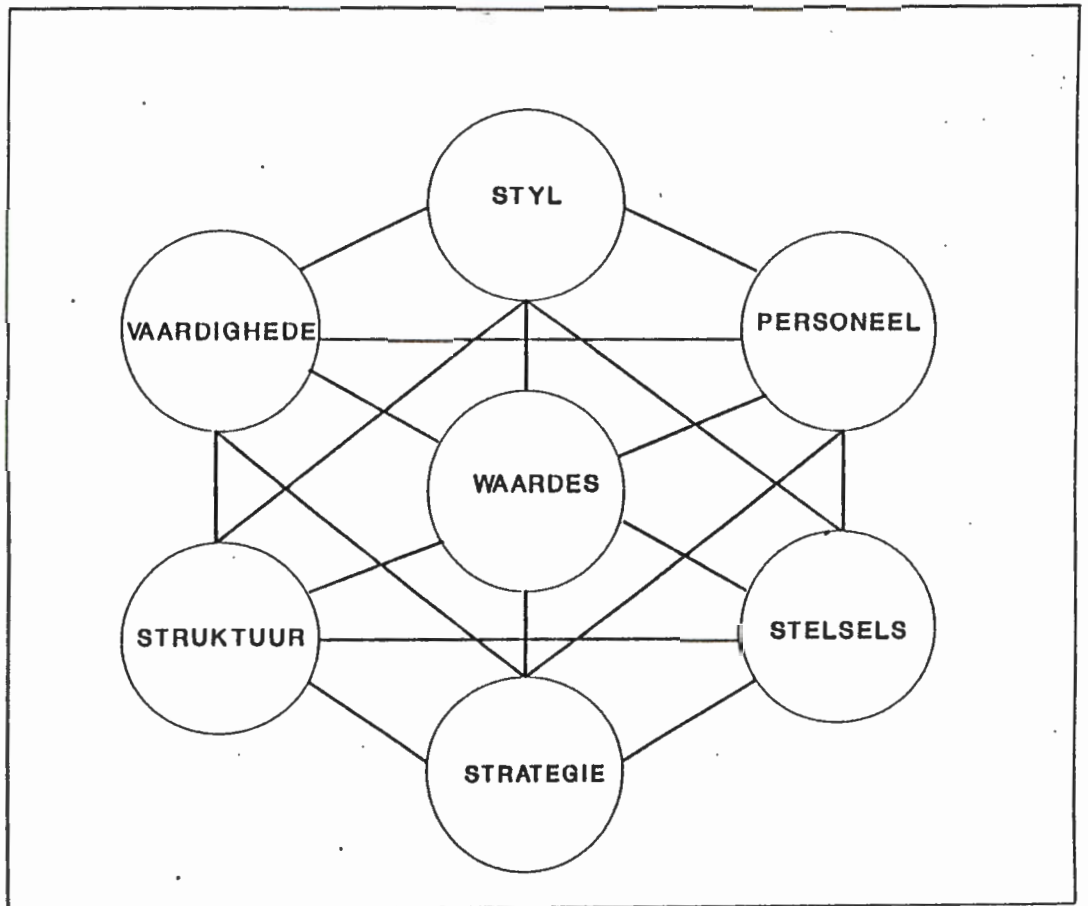 STYL
VAARDIGHEDE
PERSONEEL
WAARDES
STRUKTUUR
STELSELS
STRATEGIE